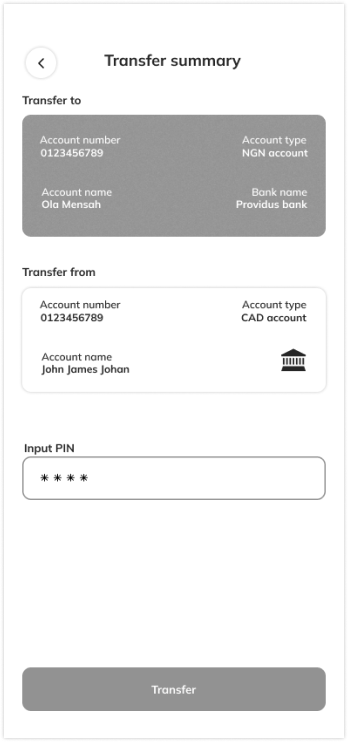 Transfer summary
Transfer to
Account number Account type
0123456789 NGN account
Account name Bank name
Ola Mensah Providus bank
Transfer from
Account number Account type
0123456789 CAD account
Account name
John James Johan
Input PIN
* * * *
Transfer